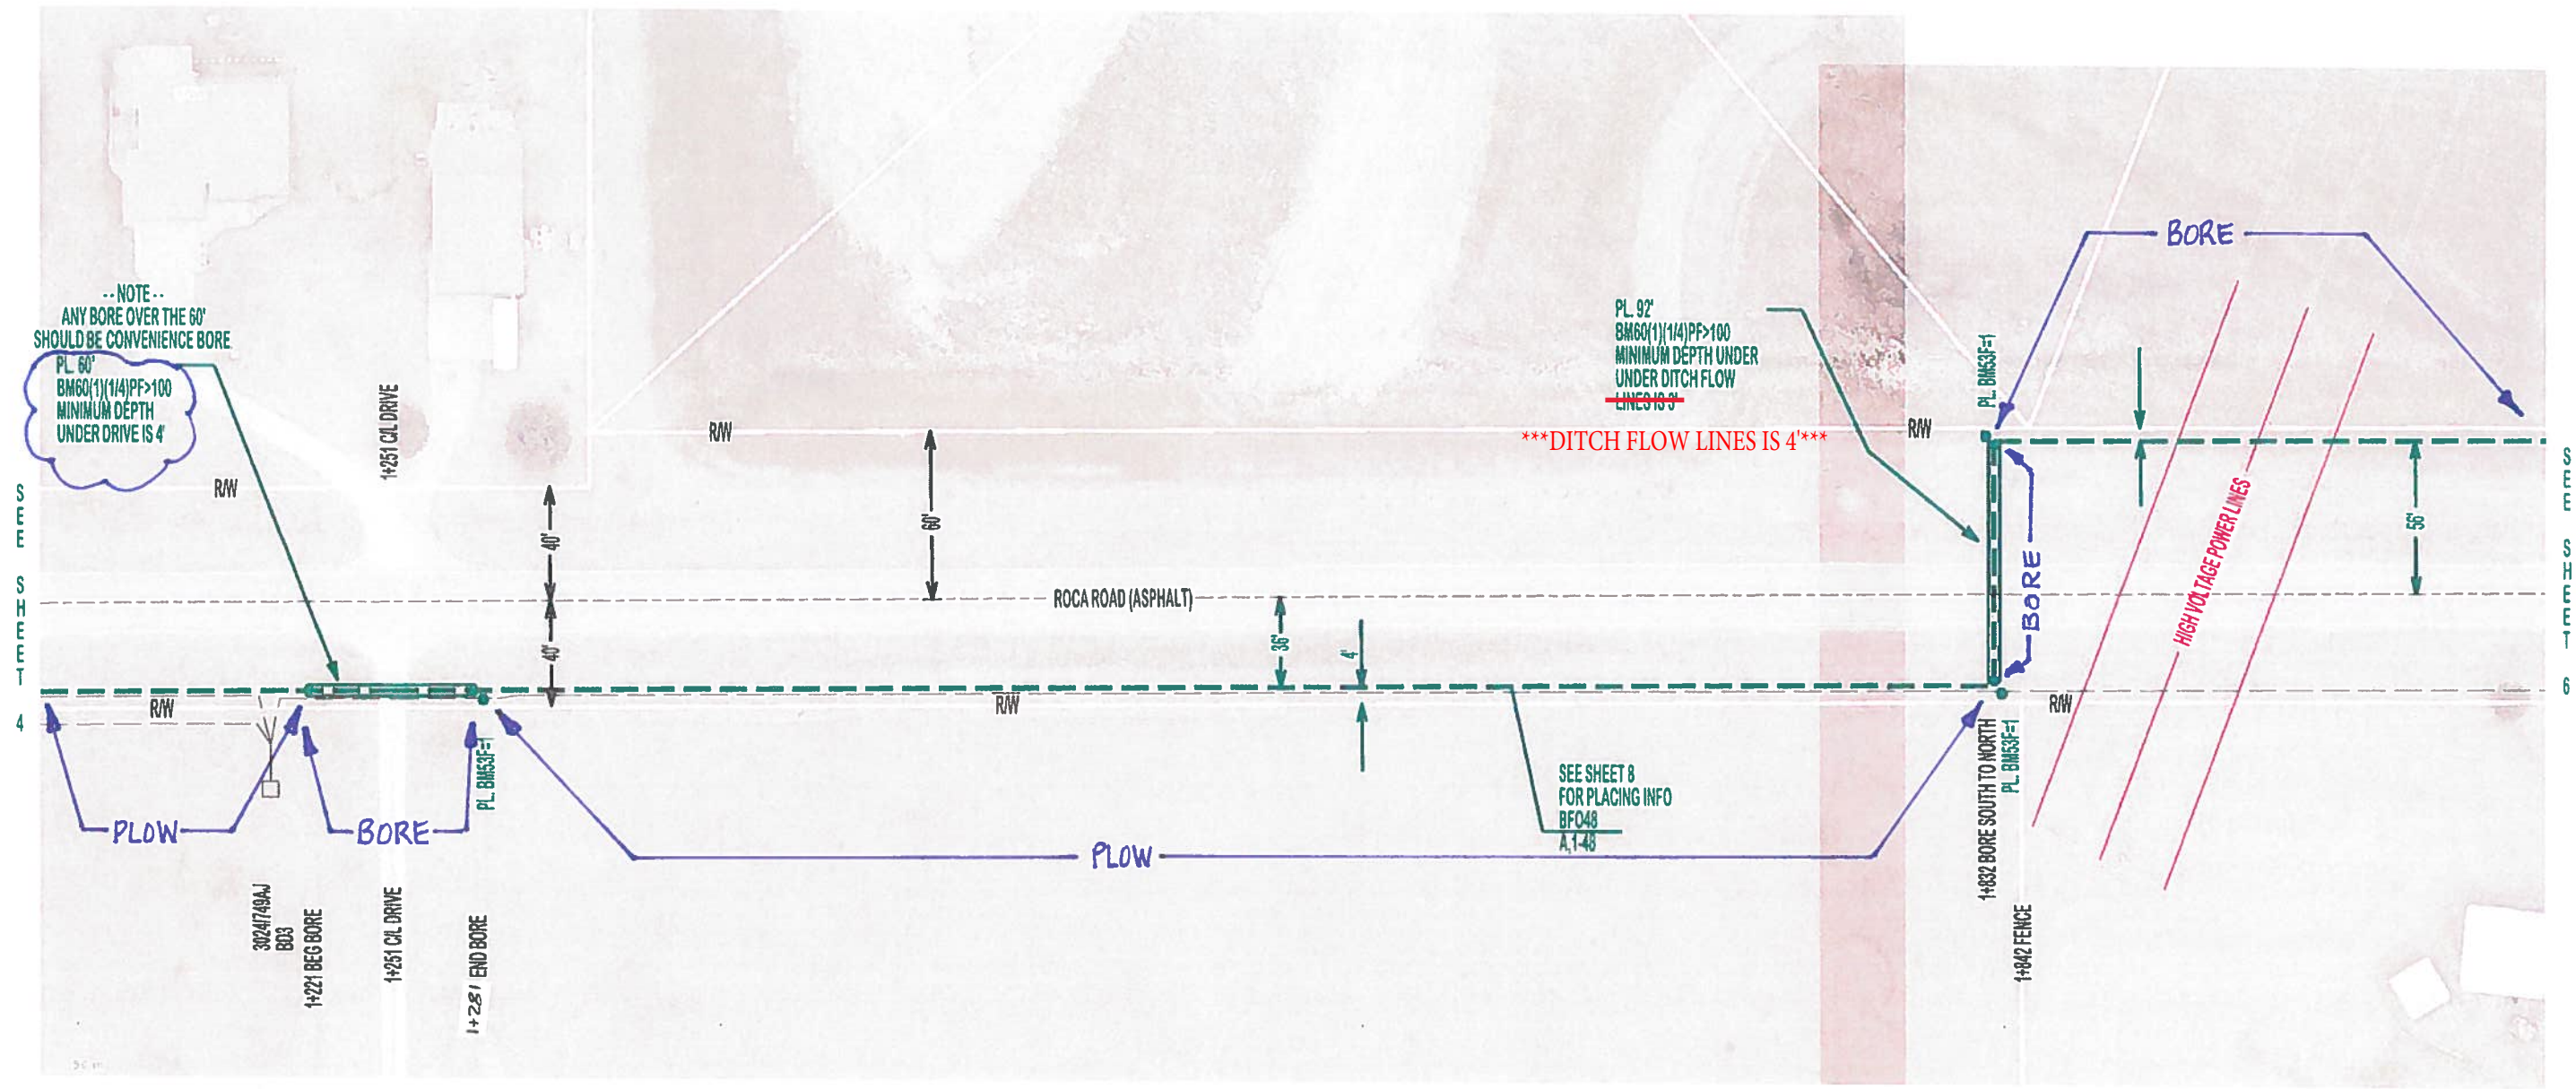 -- NOTE --
ANY BORE OVER THE 60'
SHOULD BE CONVENIENCE BORE
PL. 60'
BM60(1)(1/4)PF>100
MINIMUM DEPTH
UNDER DRIVE IS 4'
R/W
1+251 C/L DRIVE
R/W
PL. 92'
BM60(1)(1/4)PF>100
MINIMUM DEPTH UNDER
UNDER DITCH FLOW
LINES IS 3'
***DITCH FLOW LINES IS 4'***
R/W
PL. BM53F=1
BORE
SEE SHEET 4
40'
40'
60'
ROCA ROAD (ASPHALT)
36'
4'
BORE
HIGH VOLTAGE POWER LINES
56'
SEE SHEET 6
R/W
R/W
R/W
PLOW
BORE
PL. BM53F=1
PLOW
SEE SHEET 8
FOR PLACING INFO
BFO48
A,1-48
1+832 BORE SOUTH TO NORTH
PL. BM53F=1
3024/749AJ
BD3
1+221 BEG BORE
1+251 C/L DRIVE
1+281 END BORE
1+842 FENCE